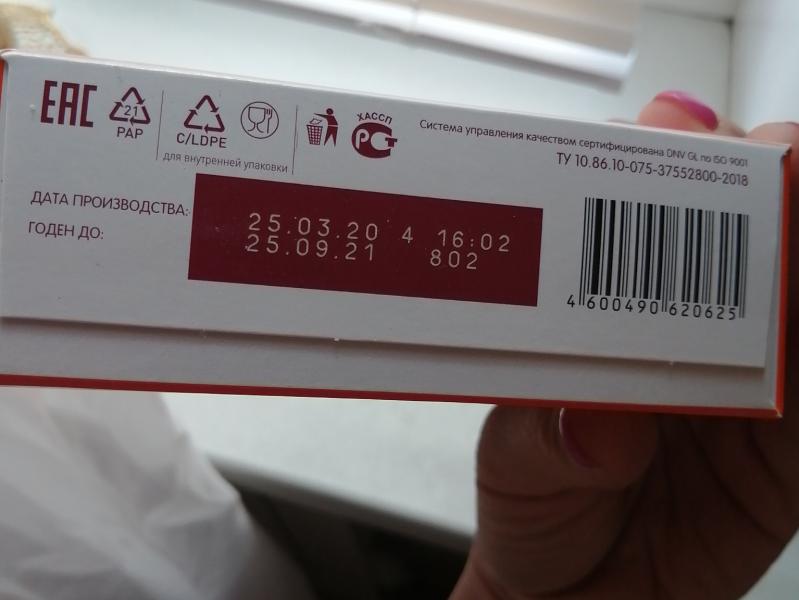 EAC
21
PAP
C/LDPE
для внутренней упаковки
ХАССП
РСТ
Система управления качеством сертифицирована DNV GL по ISO 9001
ТУ 10.86.10-075-37552800-2018
ДАТА ПРОИЗВОДСТВА:
ГОДЕН ДО:
25.03.20 4 16:02
25.09.21 802
4 600490 620625